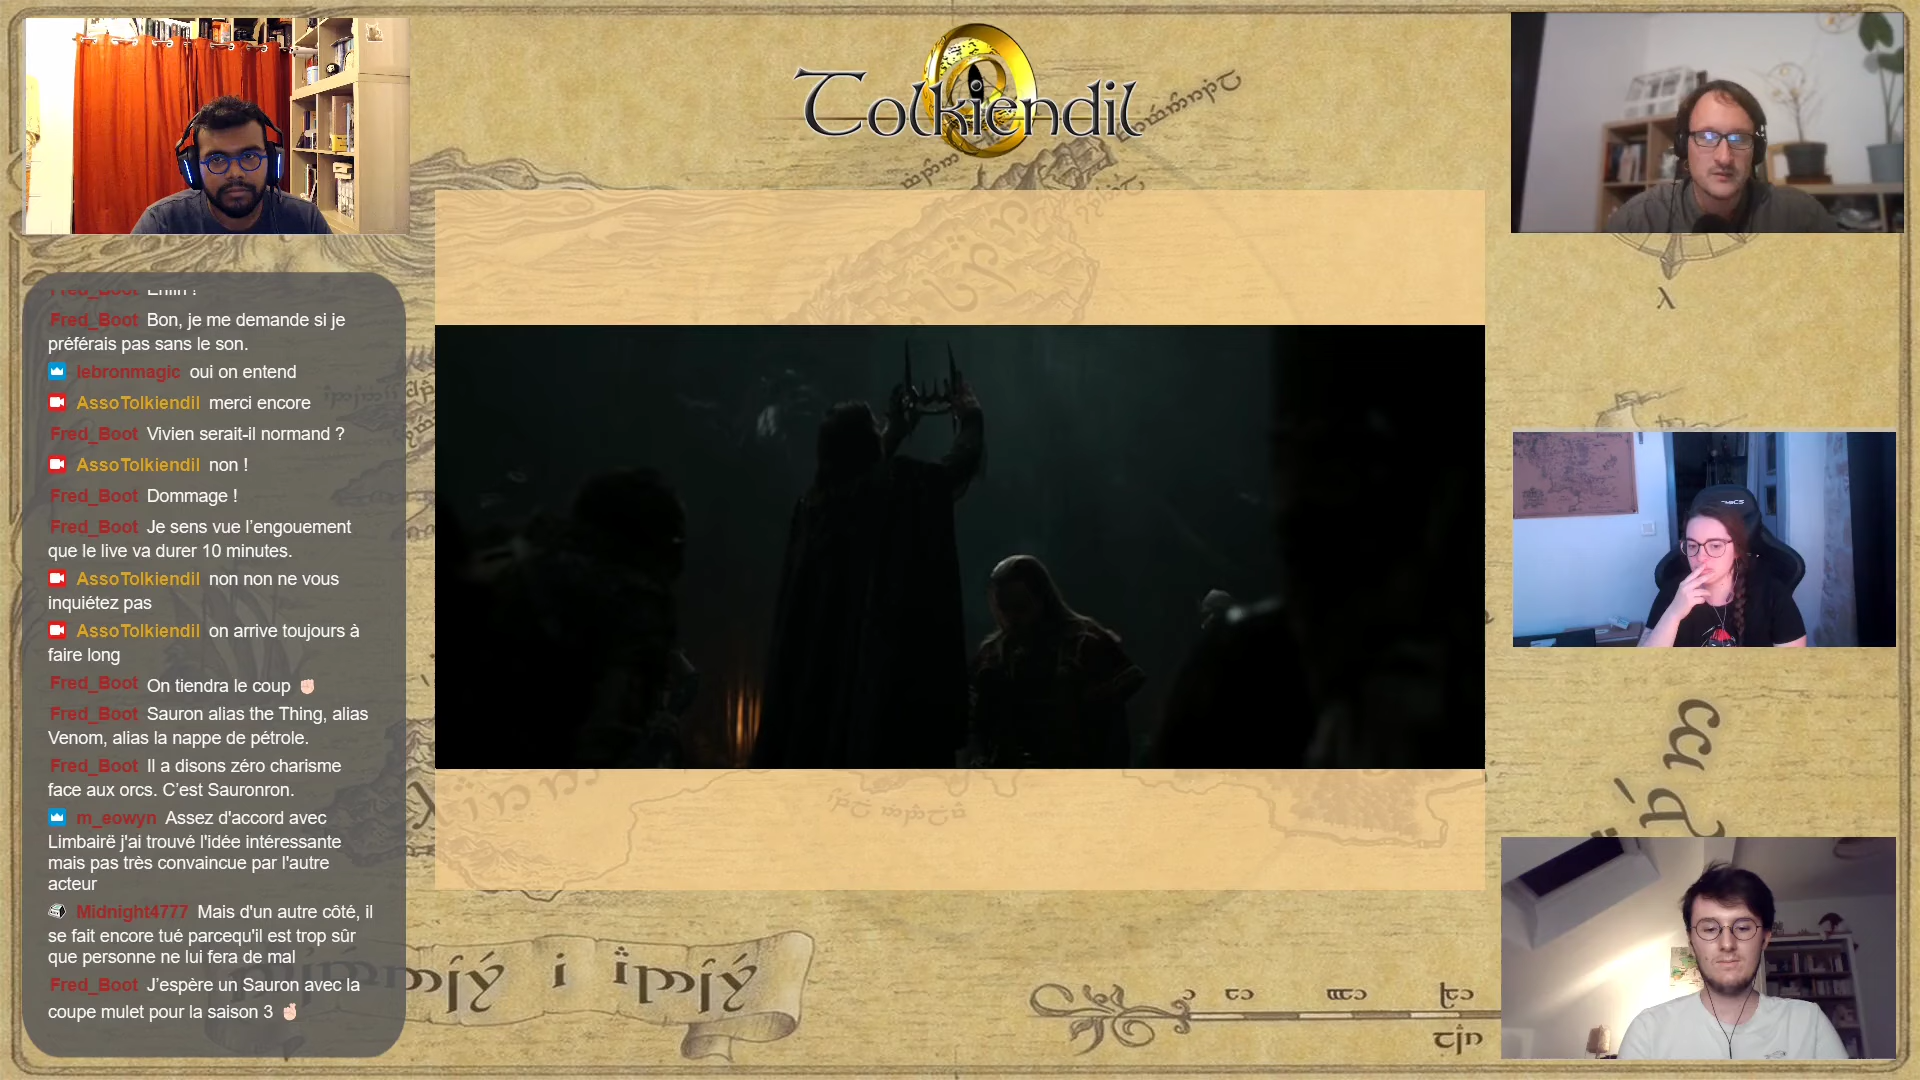 Tolkiendil
Fred_Boot Enfin !
Fred_Boot Bon, je me demande si je
préférais pas sans le son.
lebronmagic oui on entend
AssoTolkiendil merci encore
Fred_Boot Vivien serait-il normand ?
AssoTolkiendil non !
Fred_Boot Dommage !
Fred_Boot Je sens vue l’engouement
que le live va durer 10 minutes.
AssoTolkiendil non non ne vous
inquiétez pas
AssoTolkiendil on arrive toujours à
faire long
Fred_Boot On tiendra le coup ✊🏻
Fred_Boot Sauron alias the Thing, alias
Venom, alias la nappe de pétrole.
Fred_Boot Il a disons zéro charisme
face aux orcs. C’est Sauronron.
m_eowyn Assez d'accord avec
Limbairë j'ai trouvé l'idée intéressante
mais pas très convaincue par l'autre
acteur
Midnight4777 Mais d'un autre côté, il
se fait encore tué parcequ'il est trop sûr
que personne ne lui fera de mal
Fred_Boot J’espère un Sauron avec la
coupe mulet pour la saison 3 🤞🏻